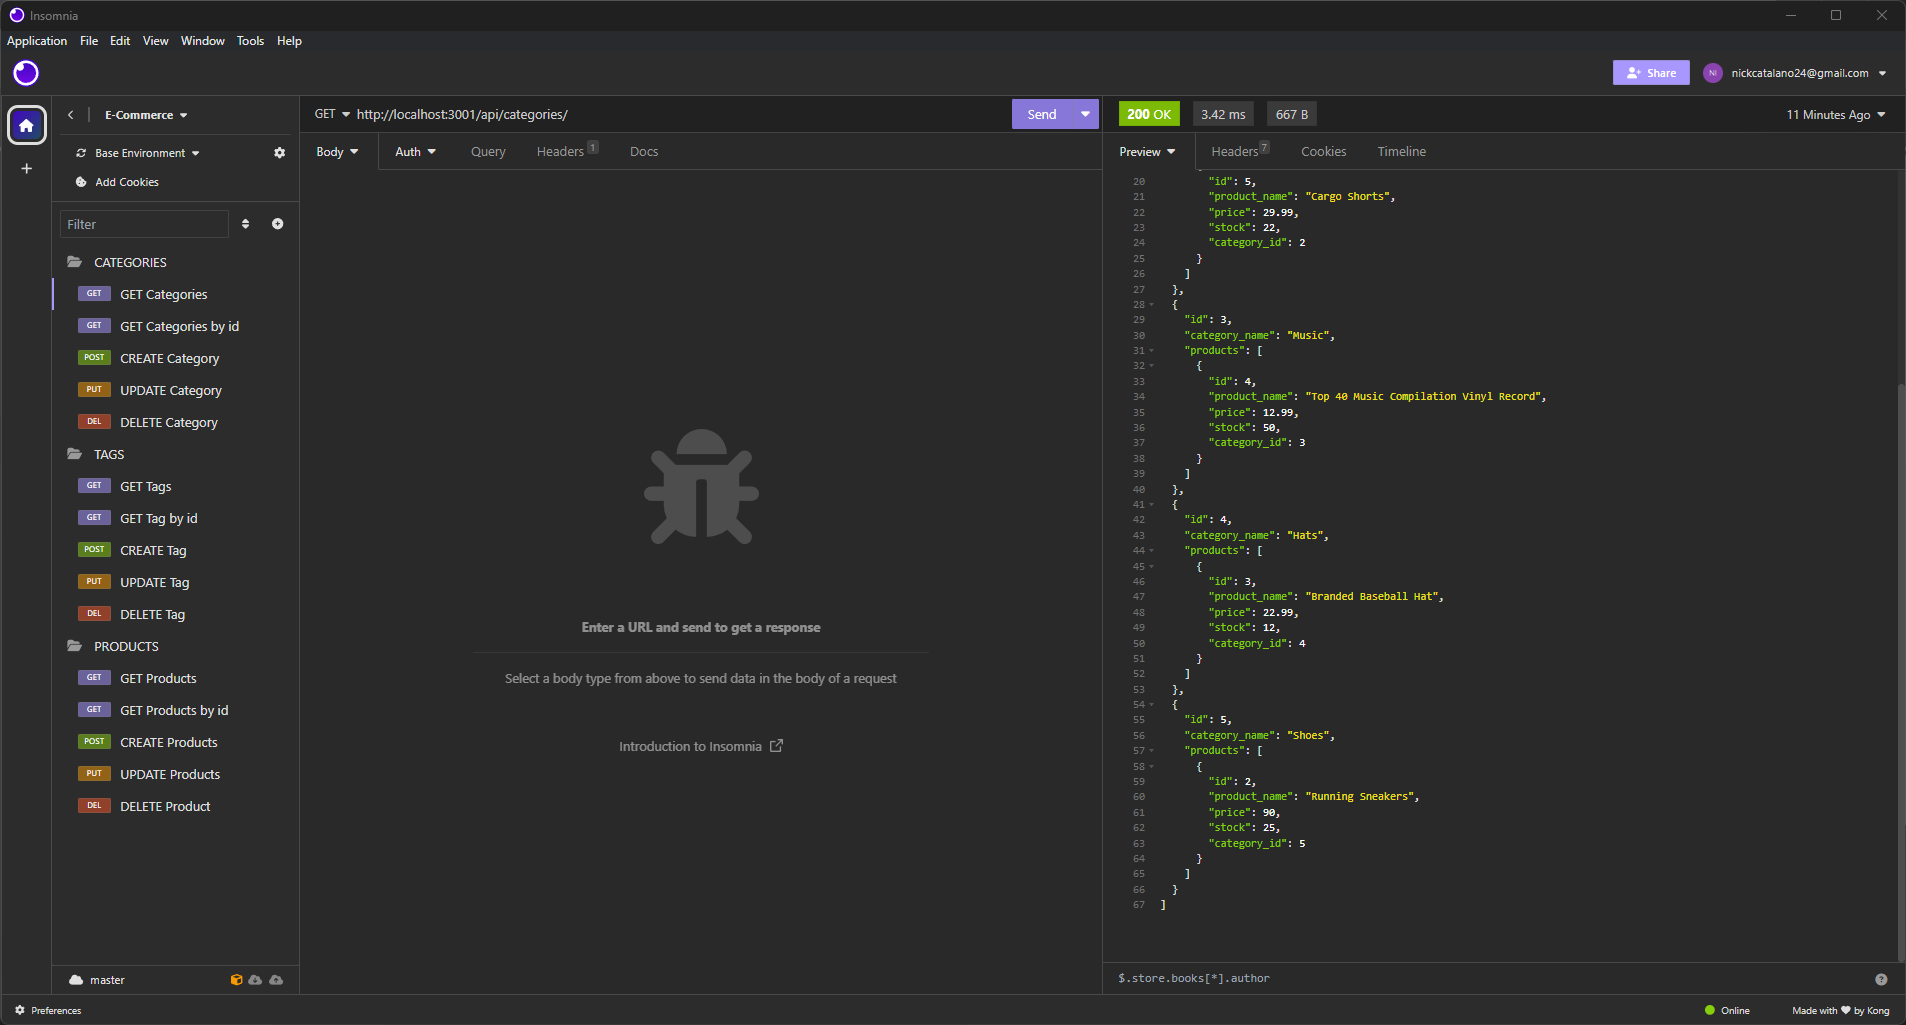 Insomnia
Application File Edit View Window Tools Help
Share
NI
nickcatalano24@gmail.com
E-Commerce
Base Environment
Add Cookies
Filter
CATEGORIES
GET GET Categories
GET GET Categories by id
POST CREATE Category
PUT UPDATE Category
DEL DELETE Category
TAGS
GET GET Tags
GET GET Tag by id
POST CREATE Tag
PUT UPDATE Tag
DEL DELETE Tag
PRODUCTS
GET GET Products
GET GET Products by id
POST CREATE Products
PUT UPDATE Products
DEL DELETE Product
master
GET http://localhost:3001/api/categories/ Send
Body Auth Query Headers 1 Docs
Enter a URL and send to get a response
Select a body type from above to send data in the body of a request
Introduction to Insomnia
200 OK 3.42 ms 667 B 11 Minutes Ago
Preview Headers 7 Cookies Timeline
20 "id": 5,
21 "product_name": "Cargo Shorts",
22 "price": 29.99,
23 "stock": 22,
24 "category_id": 2
25 }
26 ]
27 },
28 {
29 "id": 3,
30 "category_name": "Music",
31 "products": [
32 {
33 "id": 4,
34 "product_name": "Top 40 Music Compilation Vinyl Record",
35 "price": 12.99,
36 "stock": 50,
37 "category_id": 3
38 }
39 ]
40 },
41 {
42 "id": 4,
43 "category_name": "Hats",
44 "products": [
45 {
46 "id": 3,
47 "product_name": "Branded Baseball Hat",
48 "price": 22.99,
49 "stock": 12,
50 "category_id": 4
51 }
52 ]
53 },
54 {
55 "id": 5,
56 "category_name": "Shoes",
57 "products": [
58 {
59 "id": 2,
60 "product_name": "Running Sneakers",
61 "price": 90,
62 "stock": 25,
63 "category_id": 5
64 }
65 ]
66 }
67 ]
$.store.books[*].author
Preferences
Online
Made with ♥ by Kong